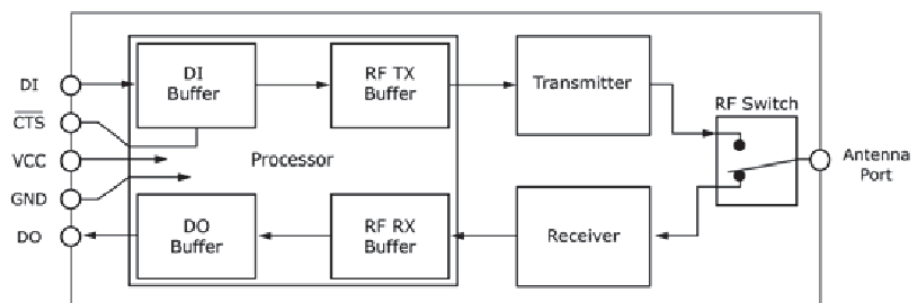 DI
C̅T̅S̅
VCC
GND
DO
DI
Buffer
RF TX
Buffer
Processor
DO
Buffer
RF RX
Buffer
Transmitter
Receiver
RF Switch
Antenna
Port